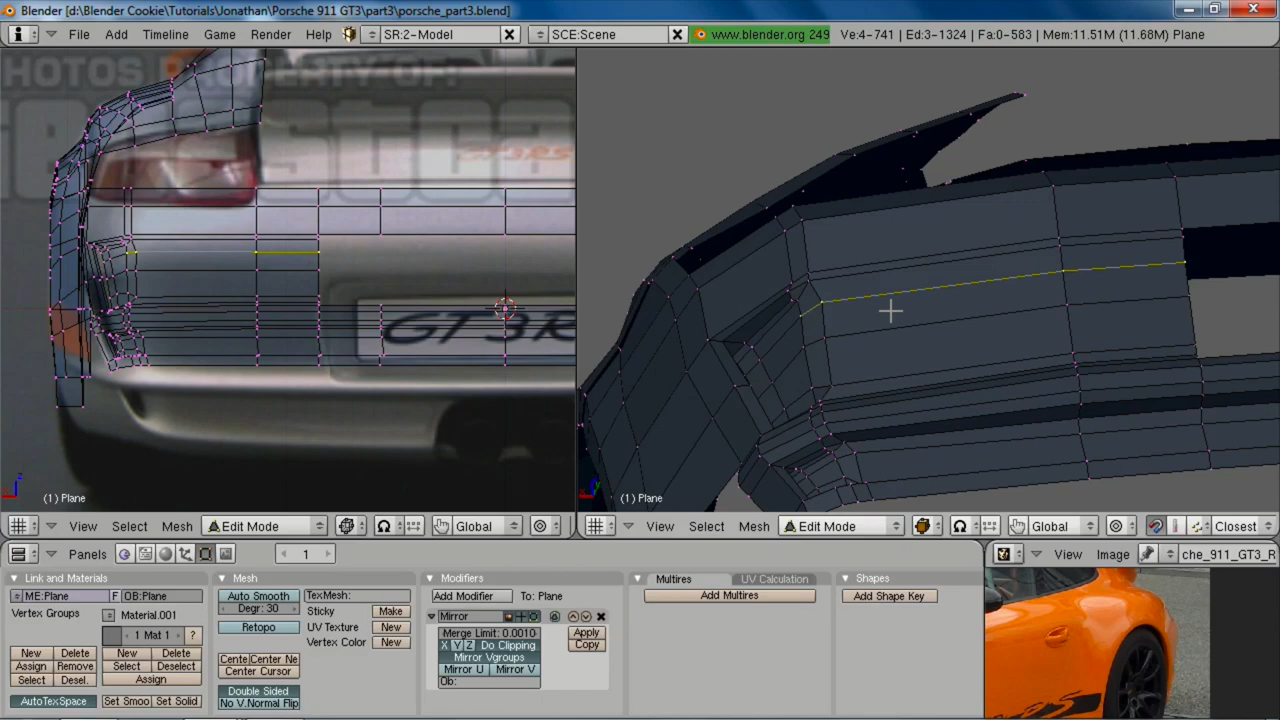 Blender [d:\Blender Cookie\Tutorials\Jonathan\Porsche 911 GT3\part3\porsche_part3.blend]
File Add Timeline Game Render Help SR:2-Model SCE:Scene www.blender.org 249 Ve:4-741 | Ed:3-1324 | Fa:0-583 | Mem:11.51M (11.68M) Plane
PHOTOS PROPERTY OF:
GT3RS
GT3R
(1) Plane
(1) Plane
View Select Mesh Edit Mode Global
View Select Mesh Edit Mode Global Closest
Panels 1
View Image che_911_GT3_R
Link and Materials
ME:Plane F OB:Plane
Vertex Groups
Material.001
1 Mat 1 ?
New Delete New Delete
Assign Remove Select Deselect
Select Desel. Assign
AutoTexSpace Set Smoo Set Solid
Mesh
Auto Smooth
Degr: 30
Retopo
TexMesh:
Sticky Make
UV Texture New
Vertex Color New
Cente Center Ne
Center Cursor
Double Sided
No V.Normal Flip
Modifiers
Add Modifier To: Plane
Mirror
Merge Limit: 0.0010 Apply
X Y Z Do Clipping Copy
Mirror Vgroups
Mirror U Mirror V
Ob:
Multires UV Calculation
Add Multires
Shapes
Add Shape Key